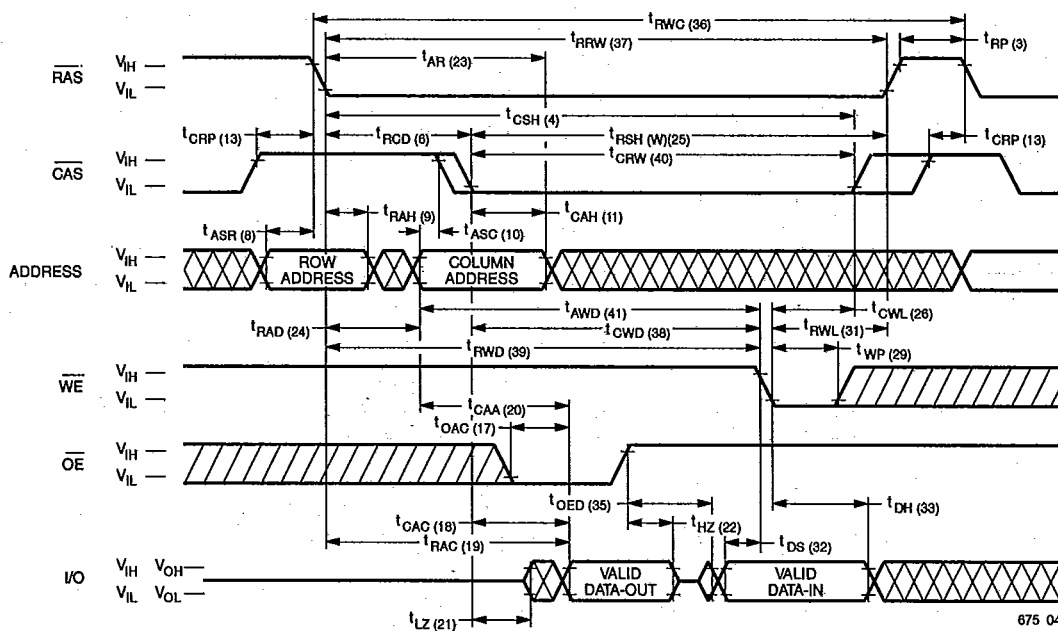 tRWC (36)
tRRW (37)
tRP (3)
tAR (23)
RAS
VIH
VIL
tCSH (4)
tCRP (13)
tRCD (6)
tRSH (W)(25)
tCRP (13)
tCRW (40)
CAS
VIH
VIL
tRAH (9)
tCAH (11)
tASR (8)
tASC (10)
ADDRESS
VIH
VIL
ROW
ADDRESS
COLUMN
ADDRESS
tAWD (41)
tCWL (26)
tRAD (24)
tCWD (38)
tRWL (31)
tRWD (39)
tWP (29)
WE
VIH
VIL
tCAA (20)
tOAC (17)
OE
VIH
VIL
tOED (35)
tDH (33)
tCAC (18)
tHZ (22)
tRAC (19)
tDS (32)
I/O
VIH VOH
VIL VOL
VALID
DATA-OUT
VALID
DATA-IN
tLZ (21)
675 04